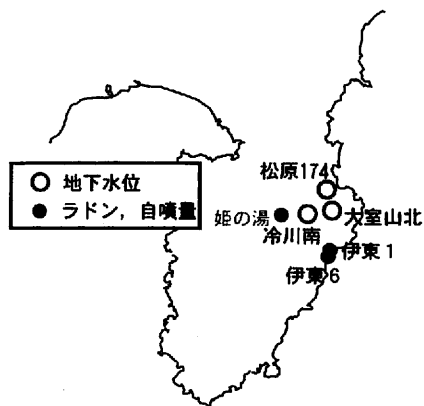 松原174
地下水位
ラドン，自噴量
姫の湯
大室山北
冷川南
伊東1
伊東6